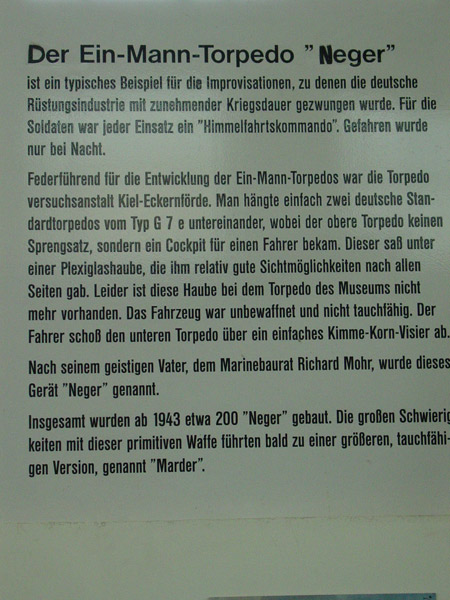 Der Ein-Mann-Torpedo "Neger"
ist ein typisches Beispiel für die Improvisationen, zu denen die deutsche
Rüstungsindustrie mit zunehmender Kriegsdauer gezwungen wurde. Für die
Soldaten war jeder Einsatz ein "Himmelfahrtskommando". Gefahren wurde
nur bei Nacht.
Federführend für die Entwicklung der Ein-Mann-Torpedos war die Torpedo
versuchsanstalt Kiel-Eckernförde. Man hängte einfach zwei deutsche Stan-
dardtorpedos vom Typ G 7 e untereinander, wobei der obere Torpedo keinen
Sprengsatz, sondern ein Cockpit für einen Fahrer bekam. Dieser saß unter
einer Plexiglashaube, die ihm relativ gute Sichtmöglichkeiten nach allen
Seiten gab. Leider ist diese Haube bei dem Torpedo des Museums nicht
mehr vorhanden. Das Fahrzeug war unbewaffnet und nicht tauchfähig. Der
Fahrer schoß den unteren Torpedo über ein einfaches Kimme-Korn-Visier ab.
Nach seinem geistigen Vater, dem Marinebaurat Richard Mohr, wurde dieses
Gerät "Neger" genannt.
Insgesamt wurden ab 1943 etwa 200 "Neger" gebaut. Die großen Schwierig
keiten mit dieser primitiven Waffe führten bald zu einer größeren, tauchfähi-
gen Version, genannt "Marder".